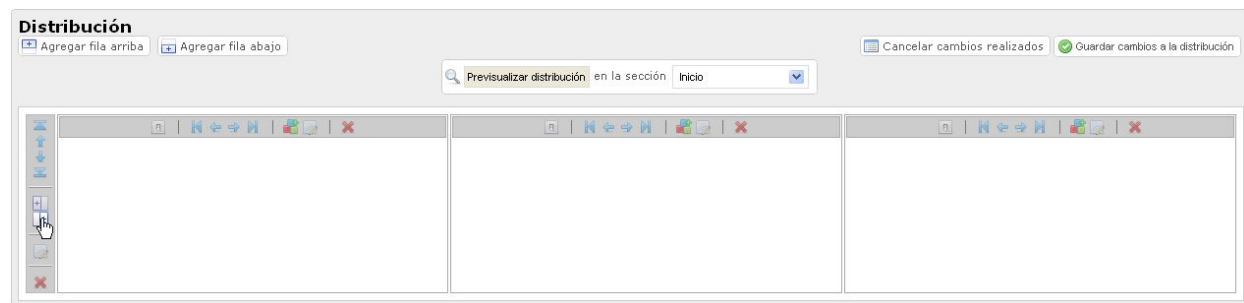 Distribución
Agregar fila arriba Agregar fila abajo Cancelar cambios realizados Guardar cambios a la distribución
Previsualizar distribución en la sección Inicio